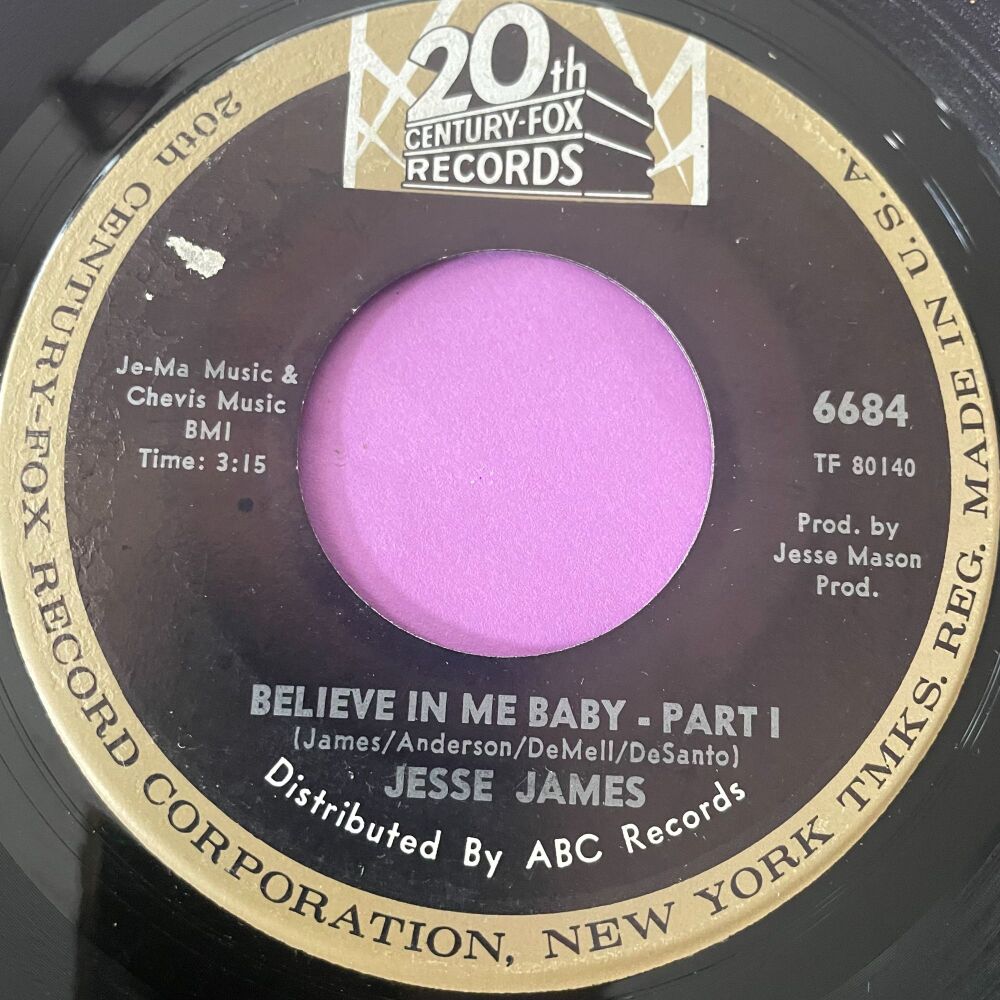 20th
CENTURY-FOX
RECORDS
Je-Ma Music &
Chevis Music
BMI
Time: 3:15
6684
TF 80140
Prod. by
Jesse Mason
Prod.
BELIEVE IN ME BABY - PART I
(James/Anderson/DeMell/DeSanto)
JESSE JAMES
Distributed By ABC Records
20th CENTURY-FOX RECORD CORPORATION, NEW YORK TMKS. REG. MADE IN U.S.A.